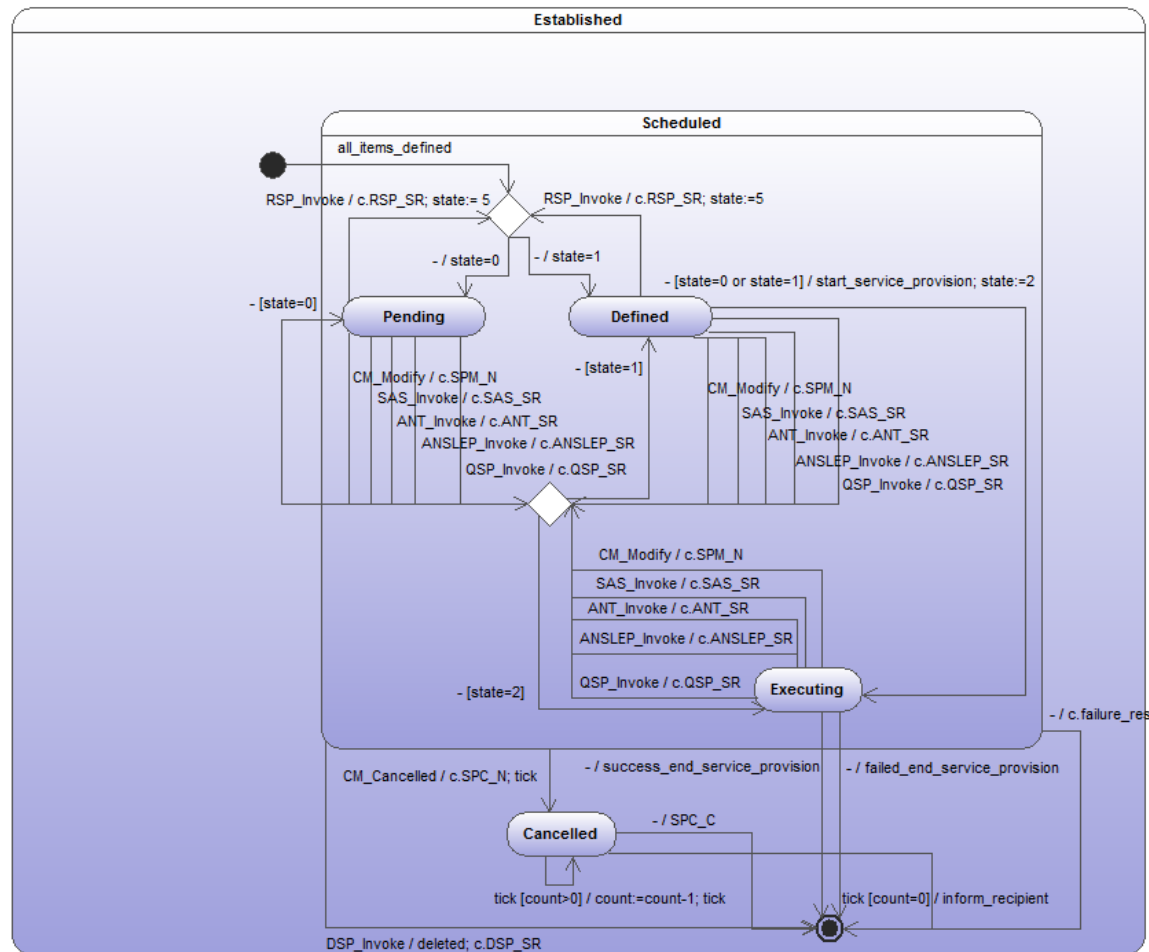 Established
Scheduled
all_items_defined
RSP_Invoke / c.RSP_SR; state:= 5
RSP_Invoke / c.RSP_SR; state:=5
- / state=0
- / state=1
- [state=0 or state=1] / start_service_provision; state:=2
- [state=0]
Pending
Defined
- [state=1]
CM_Modify / c.SPM_N
SAS_Invoke / c.SAS_SR
ANT_Invoke / c.ANT_SR
ANSLEP_Invoke / c.ANSLEP_SR
QSP_Invoke / c.QSP_SR
CM_Modify / c.SPM_N
SAS_Invoke / c.SAS_SR
ANT_Invoke / c.ANT_SR
ANSLEP_Invoke / c.ANSLEP_SR
QSP_Invoke / c.QSP_SR
CM_Modify / c.SPM_N
SAS_Invoke / c.SAS_SR
ANT_Invoke / c.ANT_SR
ANSLEP_Invoke / c.ANSLEP_SR
QSP_Invoke / c.QSP_SR
Executing
- [state=2]
- / c.failure_res
CM_Cancelled / c.SPC_N; tick
- / success_end_service_provision
- / failed_end_service_provision
- / SPC_C
Cancelled
tick [count>0] / count:=count-1; tick
tick [count=0] / inform_recipient
DSP_Invoke / deleted; c.DSP_SR